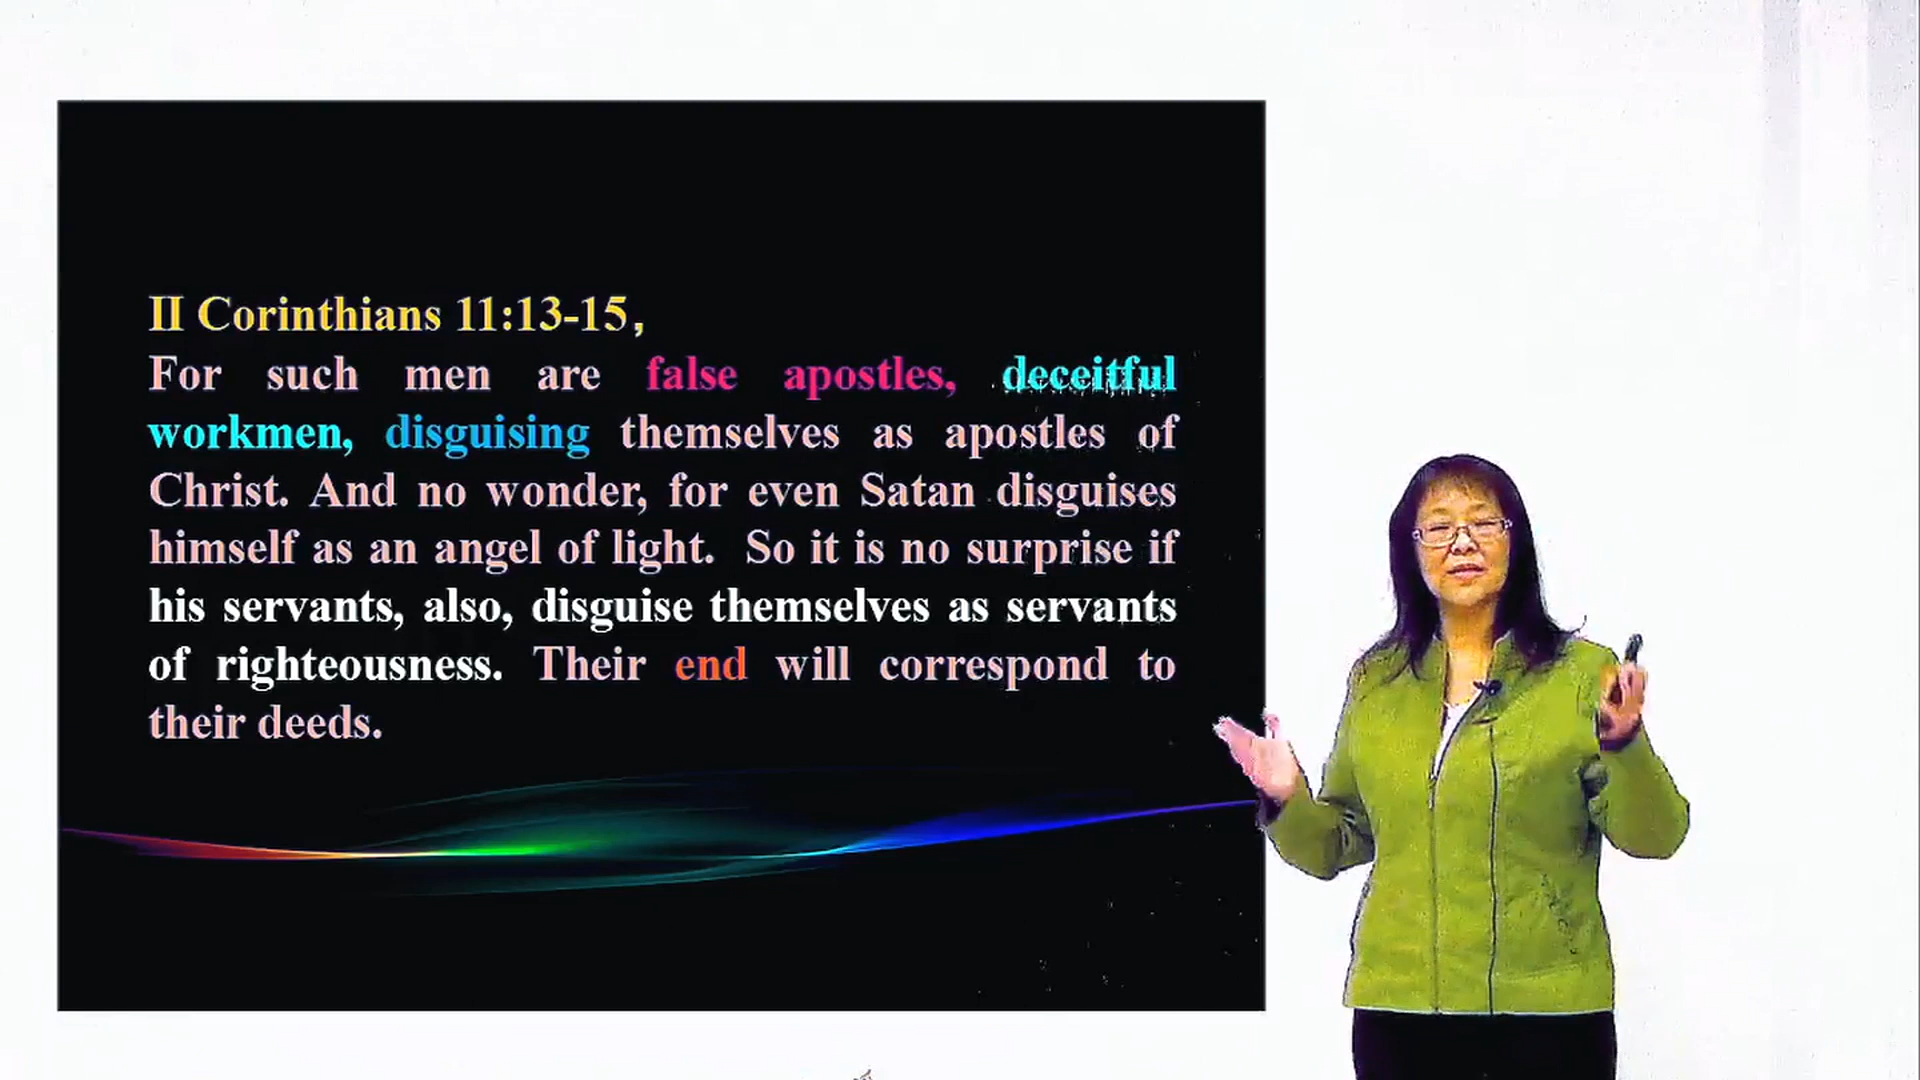 II Corinthians 11:13-15,
For such men are false apostles, deceitful
workmen, disguising themselves as apostles of
Christ. And no wonder, for even Satan disguises
himself as an angel of light. So it is no surprise if
his servants, also, disguise themselves as servants
of righteousness. Their end will correspond to
their deeds.